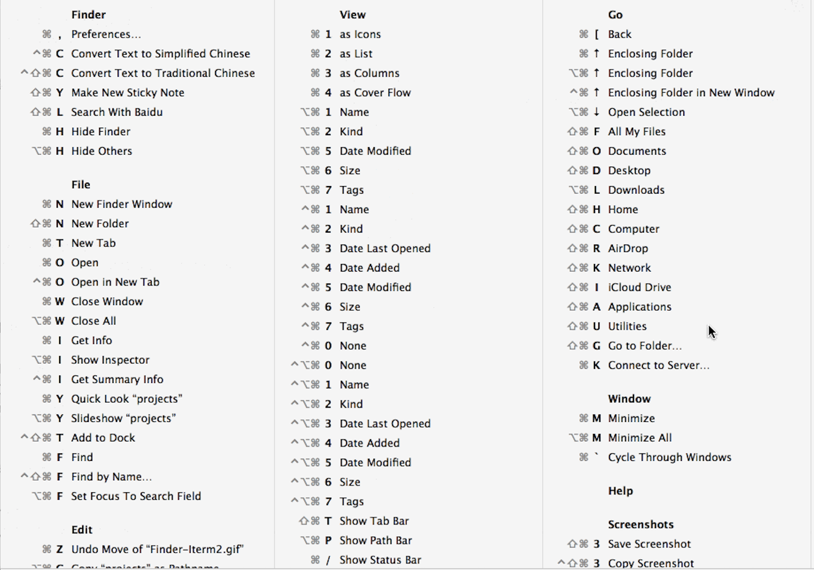 Finder
⌘ , Preferences...
^⌘ C Convert Text to Simplified Chinese
^⇧⌘ C Convert Text to Traditional Chinese
⇧⌘ Y Make New Sticky Note
⇧⌘ L Search With Baidu
⌘ H Hide Finder
⌥⌘ H Hide Others
File
⌘ N New Finder Window
⇧⌘ N New Folder
⌘ T New Tab
⌘ O Open
^⌘ O Open in New Tab
⌘ W Close Window
⌥⌘ W Close All
⌘ I Get Info
⌥⌘ I Show Inspector
^⌘ I Get Summary Info
⌘ Y Quick Look “projects”
⌥⌘ Y Slideshow “projects”
^⇧⌘ T Add to Dock
⌘ F Find
^⇧⌘ F Find by Name...
⌥⌘ F Set Focus To Search Field
Edit
⌘ Z Undo Move of “Finder-Iterm2.gif”
⌥⌘ C Copy “projects” as Pathname
View
⌘ 1 as Icons
⌘ 2 as List
⌘ 3 as Columns
⌘ 4 as Cover Flow
⌥⌘ 1 Name
⌥⌘ 2 Kind
⌥⌘ 5 Date Modified
⌥⌘ 6 Size
⌥⌘ 7 Tags
^⌘ 1 Name
^⌘ 2 Kind
^⌘ 3 Date Last Opened
^⌘ 4 Date Added
^⌘ 5 Date Modified
^⌘ 6 Size
^⌘ 7 Tags
^⌘ 0 None
^⌥⌘ 0 None
^⌥⌘ 1 Name
^⌥⌘ 2 Kind
^⌥⌘ 3 Date Last Opened
^⌥⌘ 4 Date Added
^⌥⌘ 5 Date Modified
^⌥⌘ 6 Size
^⌥⌘ 7 Tags
⇧⌘ T Show Tab Bar
⌥⌘ P Show Path Bar
⌘ / Show Status Bar
Go
⌘ [ Back
⌘ ↑ Enclosing Folder
⌥⌘ ↑ Enclosing Folder
^⌘ ↑ Enclosing Folder in New Window
⌥⌘ ↓ Open Selection
⇧⌘ F All My Files
⇧⌘ O Documents
⇧⌘ D Desktop
⌥⌘ L Downloads
⇧⌘ H Home
⇧⌘ C Computer
⇧⌘ R AirDrop
⇧⌘ K Network
⇧⌘ I iCloud Drive
⇧⌘ A Applications
⇧⌘ U Utilities
⇧⌘ G Go to Folder...
⌘ K Connect to Server...
Window
⌘ M Minimize
⌥⌘ M Minimize All
⌘ ` Cycle Through Windows
Help
Screenshots
⇧⌘ 3 Save Screenshot
^⇧⌘ 3 Copy Screenshot